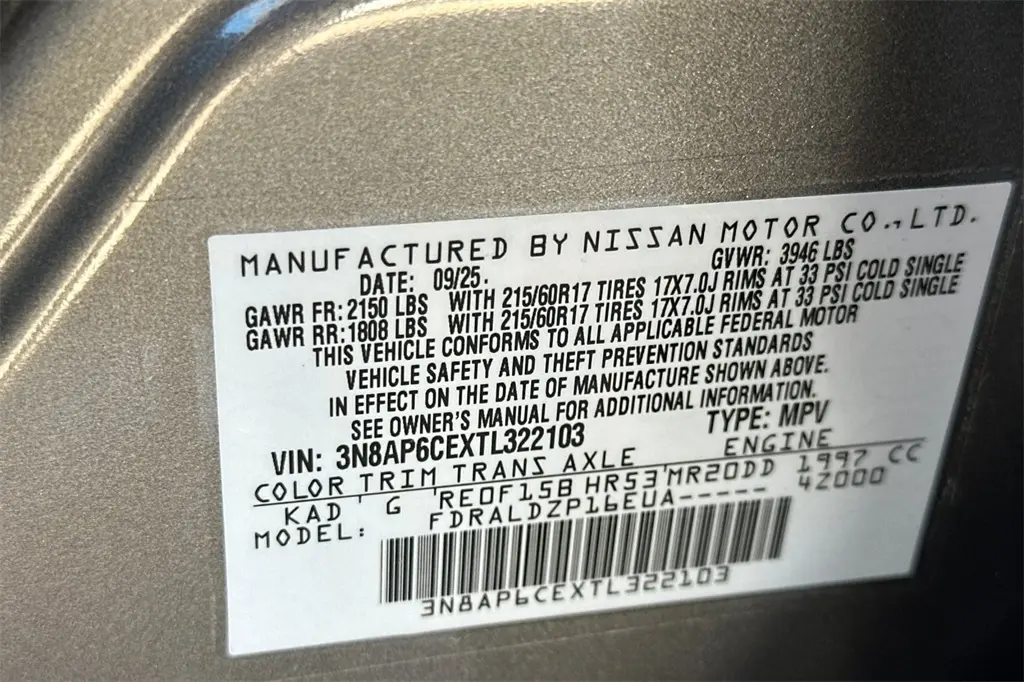 MANUFACTURED BY NISSAN MOTOR CO., LTD.
DATE: 09/25. GVWR: 3946 LBS
GAWR FR: 2150 LBS WITH 215/60R17 TIRES 17X7.0J RIMS AT 33 PSI COLD SINGLE
GAWR RR: 1808 LBS WITH 215/60R17 TIRES 17X7.0J RIMS AT 33 PSI COLD SINGLE
THIS VEHICLE CONFORMS TO ALL APPLICABLE FEDERAL MOTOR
VEHICLE SAFETY AND THEFT PREVENTION STANDARDS
IN EFFECT ON THE DATE OF MANUFACTURE SHOWN ABOVE.
SEE OWNER'S MANUAL FOR ADDITIONAL INFORMATION.
VIN: 3N8AP6CEXTL322103 TYPE: MPV
COLOR TRIM TRANS AXLE ENGINE
KAD ' G 'RE0F15B HR53'MR20DD 1997 CC
MODEL: FDRALDZP16EUA----- 42000
3N8AP6CEXTL322103